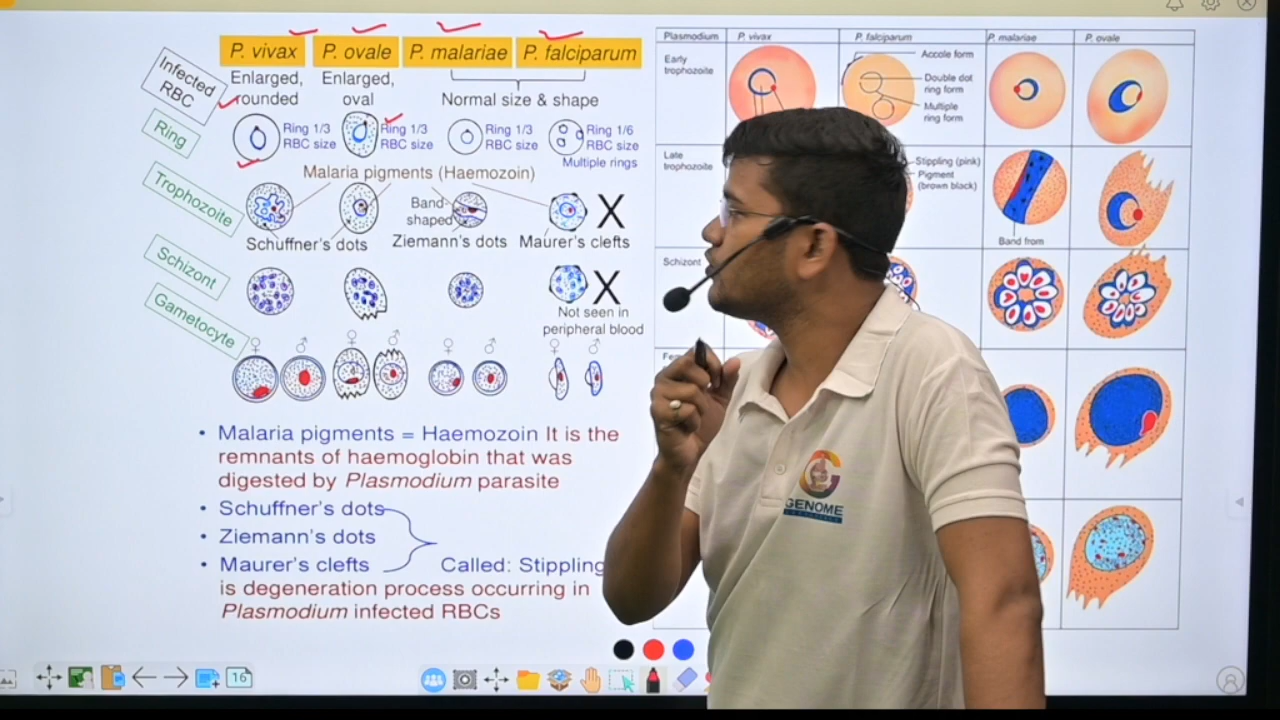 P. vivax P. ovale P. malariae P. falciparum
Infected
RBC
Enlarged,
rounded
Enlarged,
oval
Normal size & shape
Ring
Ring 1/3
RBC size
Ring 1/3
RBC size
Ring 1/3
RBC size
Ring 1/6
RBC size
Multiple rings
Malaria pigments (Haemozoin)
Trophozoite
Band-
shaped
X
Schuffner's dots Ziemann's dots Maurer's clefts
Schizont
X
Not seen in
peripheral blood
Gametocyte
♀ ♂ ♀ ♂ ♀ ♂ ♀ ♂
• Malaria pigments = Haemozoin It is the
remnants of haemoglobin that was
digested by Plasmodium parasite
• Schuffner's dots
• Ziemann's dots
• Maurer's clefts Called: Stippling
is degeneration process occurring in
Plasmodium infected RBCs
Plasmodium P. vivax P. falciparum P. malariae P. ovale
Early
trophozoite
Accole form
Double dot
ring form
Multiple
ring form
Late
trophozoite
Stippling (pink)
Pigment
(brown black)
Band from
Schizont
GENOME
16